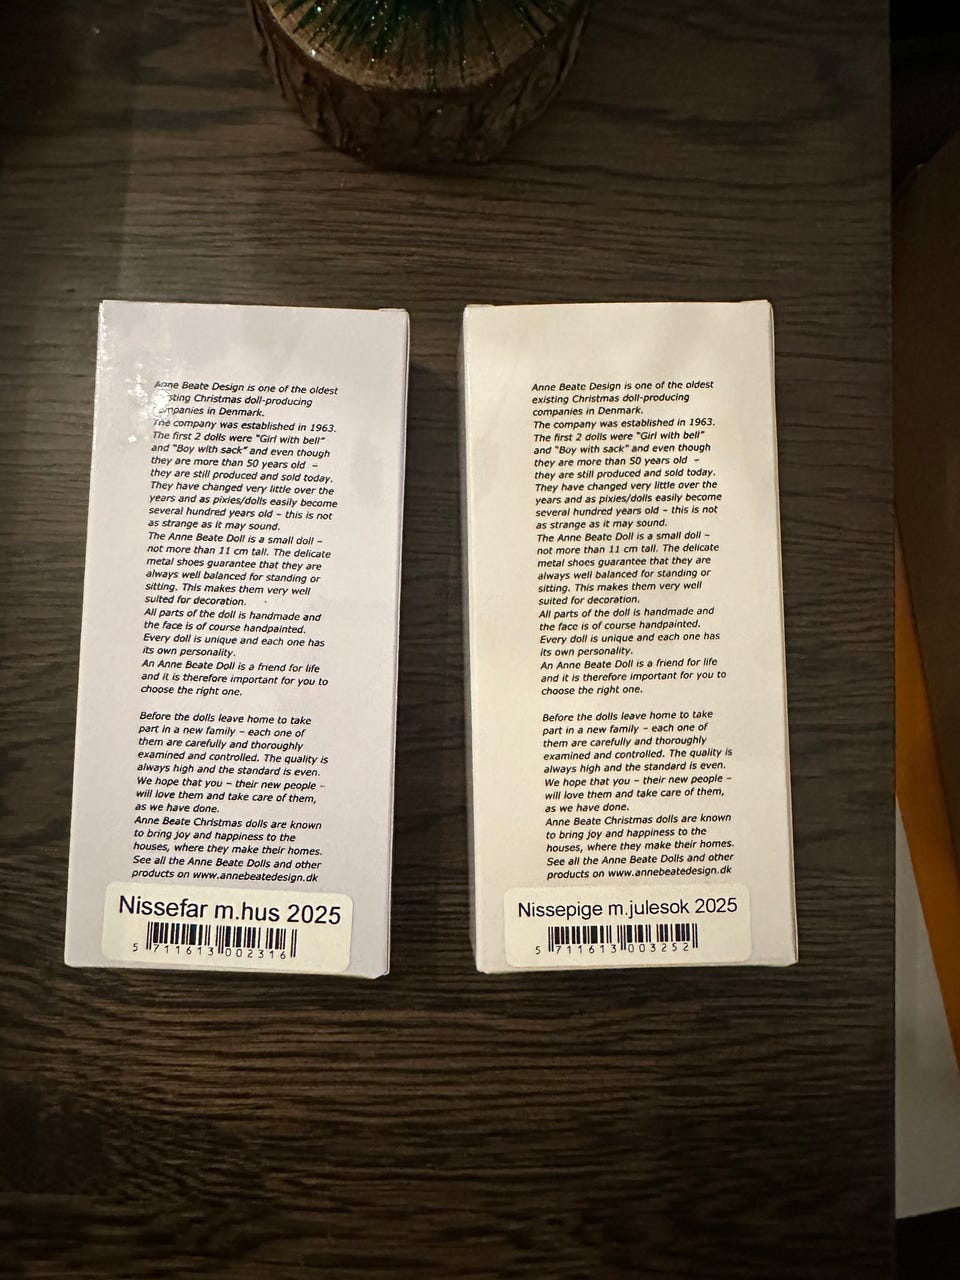 Anne Beate Design is one of the oldest
existing Christmas doll-producing
companies in Denmark.
The company was established in 1963.
The first 2 dolls were "Girl with bell"
and "Boy with sack" and even though
they are more than 50 years old –
they are still produced and sold today.
They have changed very little over the
years and as pixies/dolls easily become
several hundred years old – this is not
as strange as it may sound.
The Anne Beate Doll is a small doll –
not more than 11 cm tall. The delicate
metal shoes guarantee that they are
always well balanced for standing or
sitting. This makes them very well
suited for decoration.
All parts of the doll is handmade and
the face is of course handpainted.
Every doll is unique and each one has
its own personality.
An Anne Beate Doll is a friend for life
and it is therefore important for you to
choose the right one.
Before the dolls leave home to take
part in a new family – each one of
them are carefully and thoroughly
examined and controlled. The quality is
always high and the standard is even.
We hope that you – their new people –
will love them and take care of them,
as we have done.
Anne Beate Christmas dolls are known
to bring joy and happiness to the
houses, where they make their homes.
See all the Anne Beate Dolls and other
products on www.annebeatedesign.dk
Nissefar m.hus 2025
5 711613 002316
Anne Beate Design is one of the oldest
existing Christmas doll-producing
companies in Denmark.
The company was established in 1963.
The first 2 dolls were "Girl with bell"
and "Boy with sack" and even though
they are more than 50 years old –
they are still produced and sold today.
They have changed very little over the
years and as pixies/dolls easily become
several hundred years old – this is not
as strange as it may sound.
The Anne Beate Doll is a small doll –
not more than 11 cm tall. The delicate
metal shoes guarantee that they are
always well balanced for standing or
sitting. This makes them very well
suited for decoration.
All parts of the doll is handmade and
the face is of course handpainted.
Every doll is unique and each one has
its own personality.
An Anne Beate Doll is a friend for life
and it is therefore important for you to
choose the right one.
Before the dolls leave home to take
part in a new family – each one of
them are carefully and thoroughly
examined and controlled. The quality is
always high and the standard is even.
We hope that you – their new people –
will love them and take care of them,
as we have done.
Anne Beate Christmas dolls are known
to bring joy and happiness to the
houses, where they make their homes.
See all the Anne Beate Dolls and other
products on www.annebeatedesign.dk
Nissepige m.julesok 2025
5 711613 003252